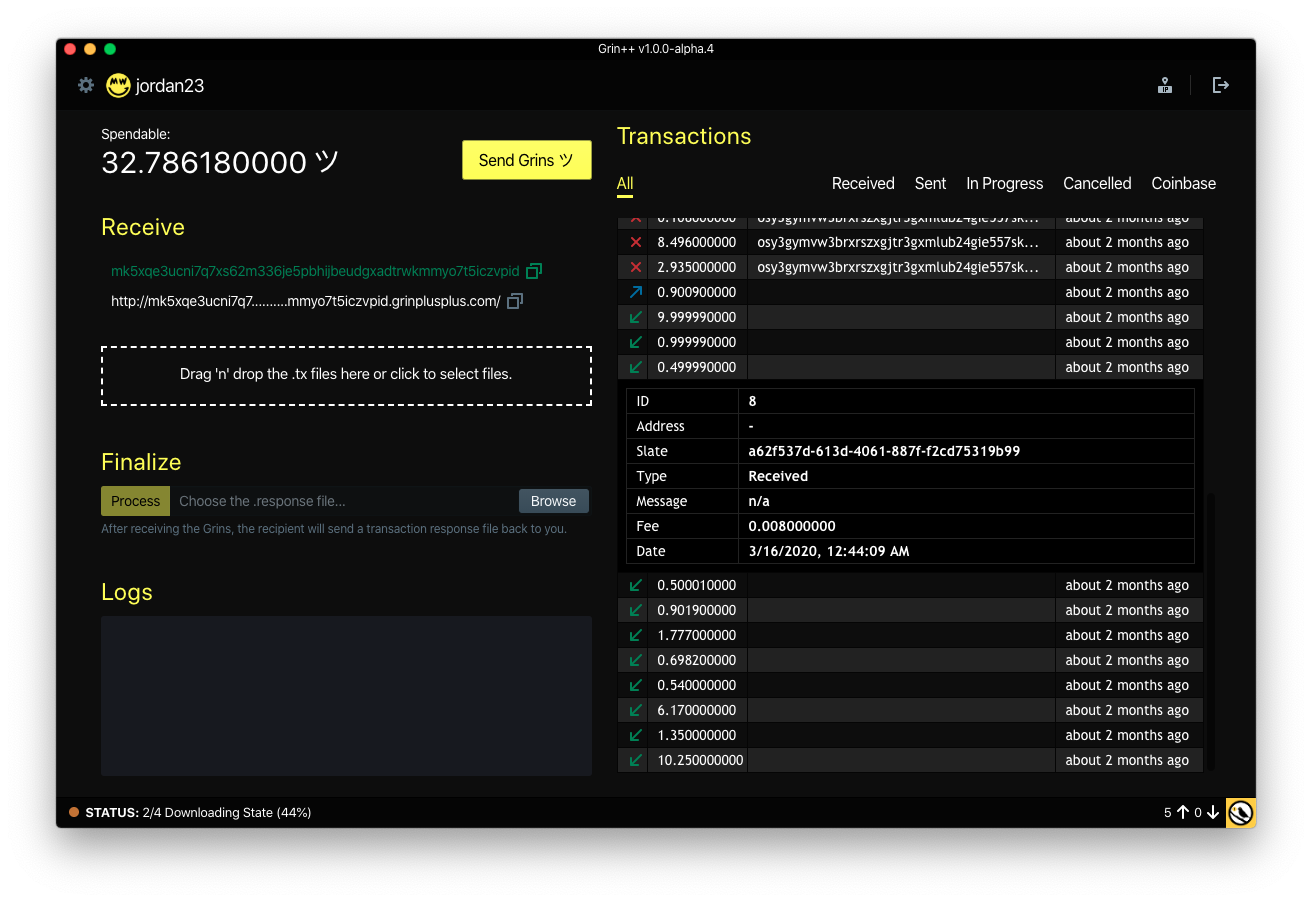 Grin++ v1.0.0-alpha.4
jordan23
Spendable:
32.786180000 ツ
Send Grins ツ
Receive
mk5xqe3ucni7q7xs62m336je5pbhijbeudgxadtrwkmmyo7t5iczvpid
http://mk5xqe3ucni7q7..........mmyo7t5iczvpid.grinplusplus.com/
Drag 'n' drop the .tx files here or click to select files.
Finalize
Process Choose the .response file... Browse
After receiving the Grins, the recipient will send a transaction response file back to you.
Logs
Transactions
All Received Sent In Progress Cancelled Coinbase
osy3gymvw3brxrszxgjtr3gxmlub24gie557sk... about 2 months ago
8.496000000 osy3gymvw3brxrszxgjtr3gxmlub24gie557sk... about 2 months ago
2.935000000 osy3gymvw3brxrszxgjtr3gxmlub24gie557sk... about 2 months ago
0.900900000 about 2 months ago
9.999990000 about 2 months ago
0.999990000 about 2 months ago
0.499990000 about 2 months ago
ID 8
Address -
Slate a62f537d-613d-4061-887f-f2cd75319b99
Type Received
Message n/a
Fee 0.008000000
Date 3/16/2020, 12:44:09 AM
0.500010000 about 2 months ago
0.901900000 about 2 months ago
1.777000000 about 2 months ago
0.698200000 about 2 months ago
0.540000000 about 2 months ago
6.170000000 about 2 months ago
1.350000000 about 2 months ago
10.250000000 about 2 months ago
STATUS: 2/4 Downloading State (44%)
5 0